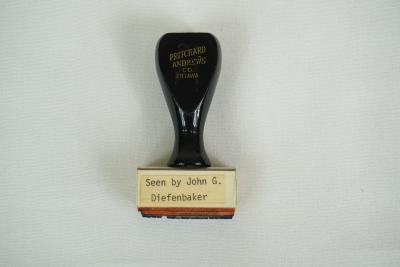 PRITCHARD
ANDREWS
CO.
OTTAWA
Seen by John G.
Diefenbaker